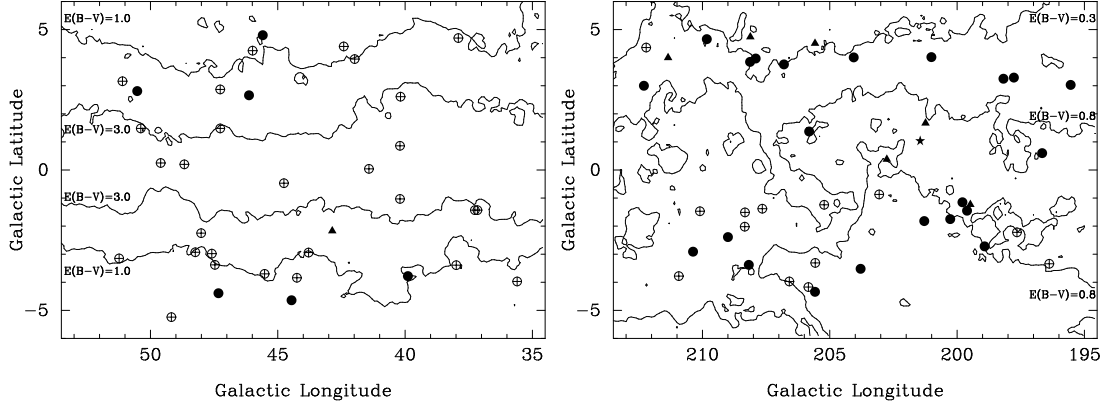 E(B−V)=1.0
E(B−V)=3.0
E(B−V)=3.0
E(B−V)=1.0
5
0
−5
50
45
40
35
Galactic Latitude
Galactic Longitude
E(B−V)=0.3
E(B−V)=0.8
E(B−V)=0.8
5
0
−5
210
205
200
195
Galactic Latitude
Galactic Longitude